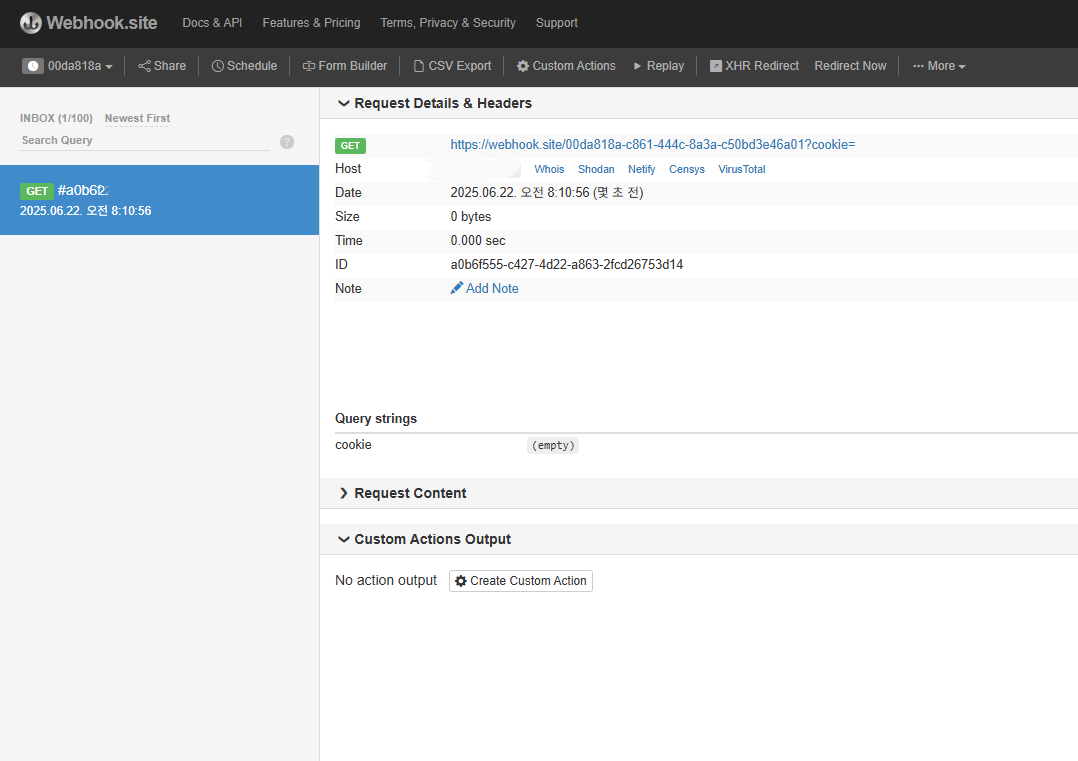 Webhook.site Docs & API Features & Pricing Terms, Privacy & Security Support
00da818a Share Schedule Form Builder CSV Export Custom Actions Replay XHR Redirect Redirect Now ··· More
INBOX (1/100) Newest First
Search Query ?
GET #a0b6f
2025.06.22. 오전 8:10:56
Request Details & Headers
GET https://webhook.site/00da818a-c861-444c-8a3a-c50bd3e46a01?cookie=
Host Whois Shodan Netify Censys VirusTotal
Date 2025.06.22. 오전 8:10:56 (몇 초 전)
Size 0 bytes
Time 0.000 sec
ID a0b6f555-c427-4d22-a863-2fcd26753d14
Note Add Note
Query strings
cookie (empty)
Request Content
Custom Actions Output
No action output Create Custom Action